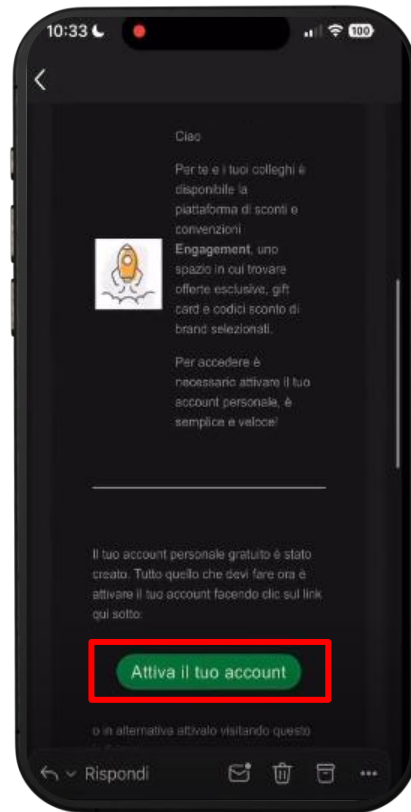 10:33
100
Ciao
Per te e i tuoi colleghi è
disponibile la
piattaforma di sconti e
convenzioni
Engagement, uno
spazio in cui trovare
offerte esclusive, gift
card e codici sconto di
brand selezionati.
Per accedere è
necessario attivare il tuo
account personale, è
semplice e veloce!
Il tuo account personale gratuito è stato
creato. Tutto quello che devi fare ora è
attivare il tuo account facendo clic sul link
qui sotto:
Attiva il tuo account
o in alternativa attivalo visitando questo
Rispondi